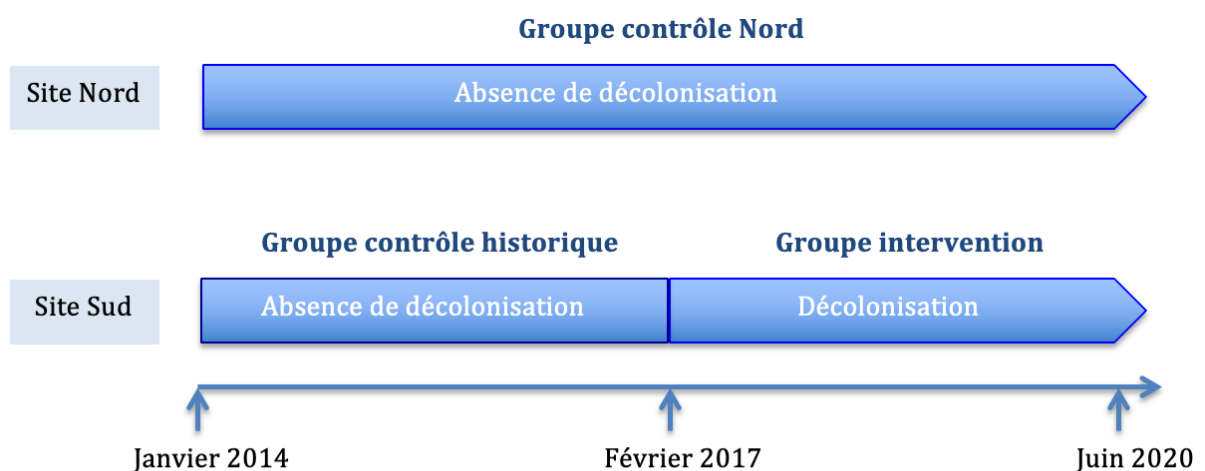 Groupe contrôle Nord
Site Nord
Absence de décolonisation
Groupe contrôle historique
Groupe intervention
Site Sud
Absence de décolonisation
Décolonisation
Janvier 2014
Février 2017
Juin 2020